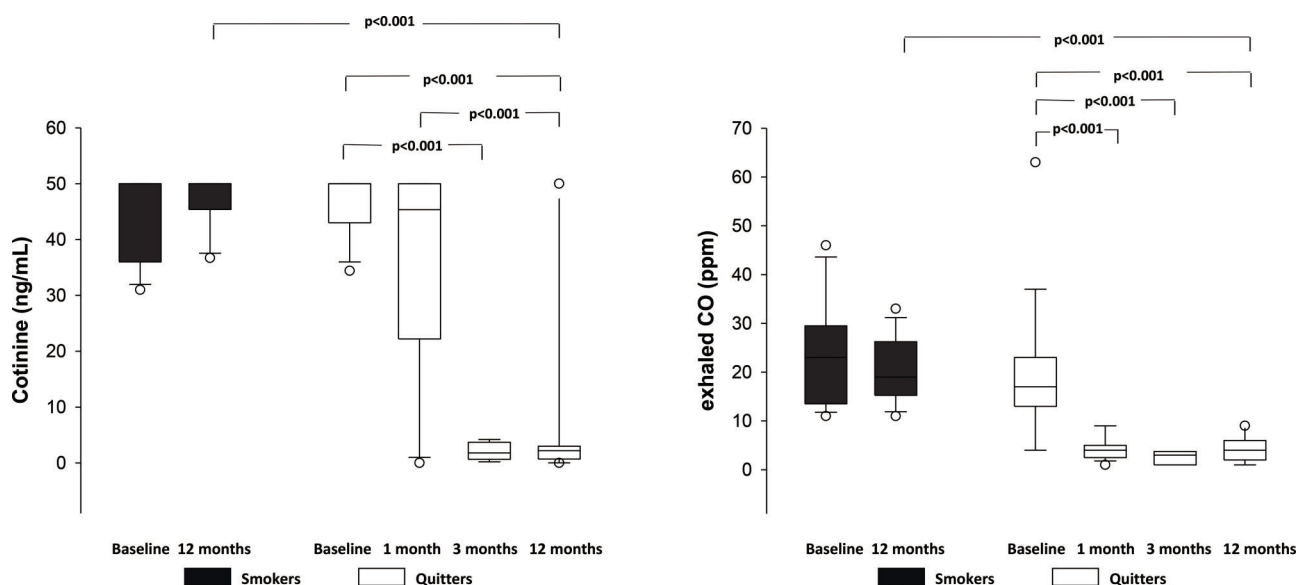 p<0.001
p<0.001
p<0.001
p<0.001
60
50
40
30
20
10
0
Cotinine (ng/mL)
Baseline 12 months Baseline 1 month 3 months 12 months
Smokers Quitters
p<0.001
p<0.001
p<0.001
p<0.001
70
60
50
40
30
20
10
0
exhaled CO (ppm)
Baseline 12 months Baseline 1 month 3 months 12 months
Smokers Quitters